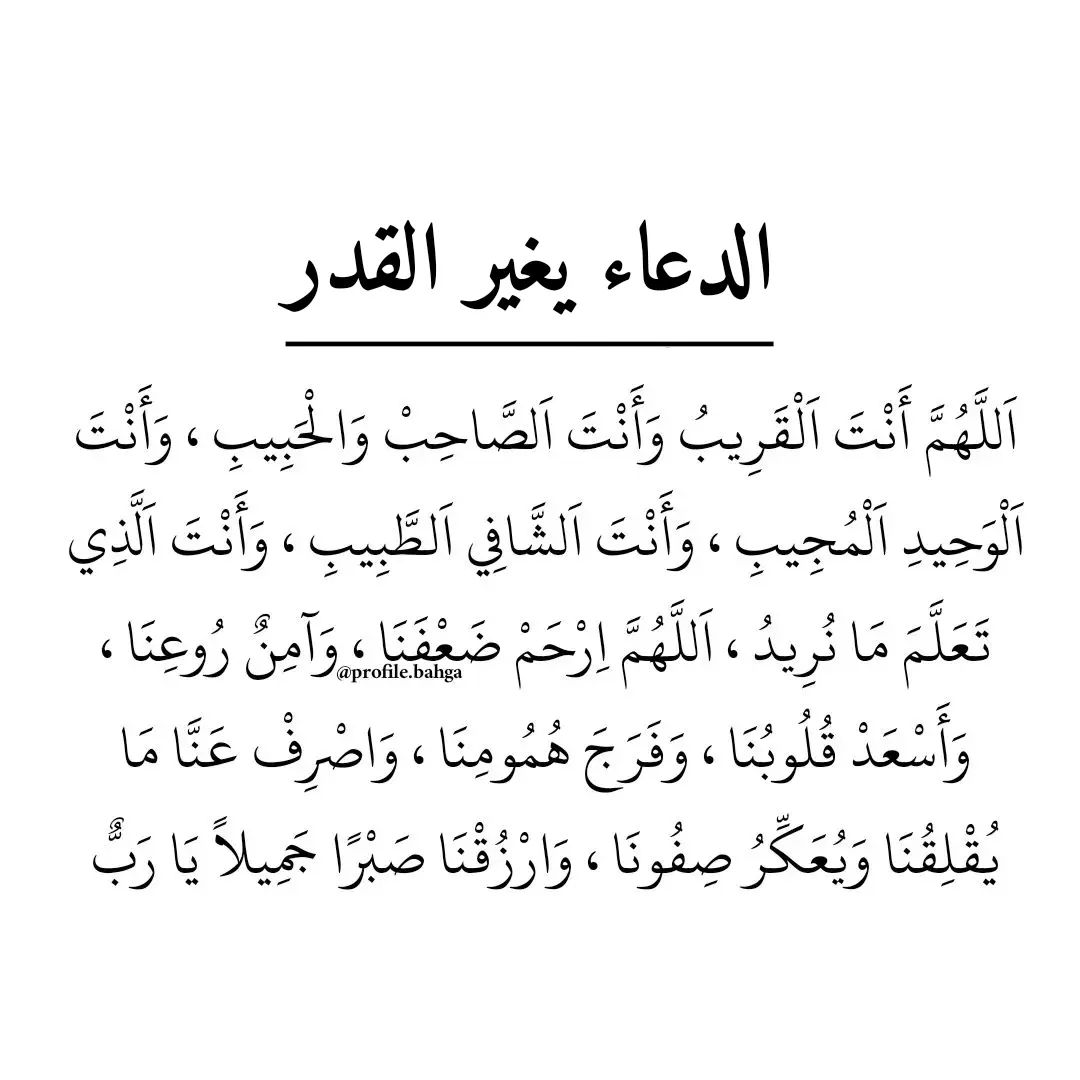 الدعاء يغير القدر
اَللَّهُمَّ أَنْتَ اَلْقَرِيبُ وَأَنْتَ اَلصَّاحِبْ وَالْحَبِيبِ ، وَأَنْتَ
اَلْوَحِيدِ اَلْمُجِيبِ ، وَأَنْتَ اَلشَّافِي اَلطَّبِيبِ ، وَأَنْتَ اَلَّذِي
تَعَلَّمَ مَا نُرِيدُ ، اَللَّهُمَّ اِرْحَمْ ضَعْفَنَا ، وَآمِنٌ رُوعِنَا ،
@profile.bahga
وَأَسْعَدْ قُلُوبُنَا ، وَفَرَجَ هُمُومِنَا ، وَاصْرِفْ عَنَّا مَا
يُقْلِقُنَا وَيُعَكِّرُ صِفُونَا ، وَارْزُقْنَا صَبْرًا جَمِيلاً يَا رَبٌّ